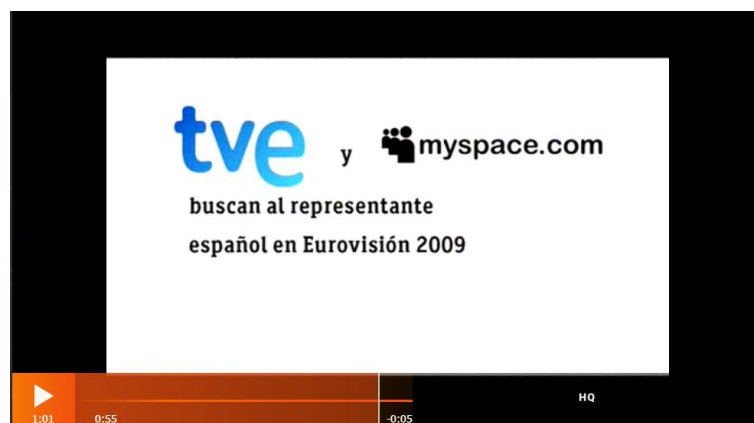 tve y myspace.com
buscan al representante
español en Eurovisión 2009
HQ
1:01 0:55 -0:05